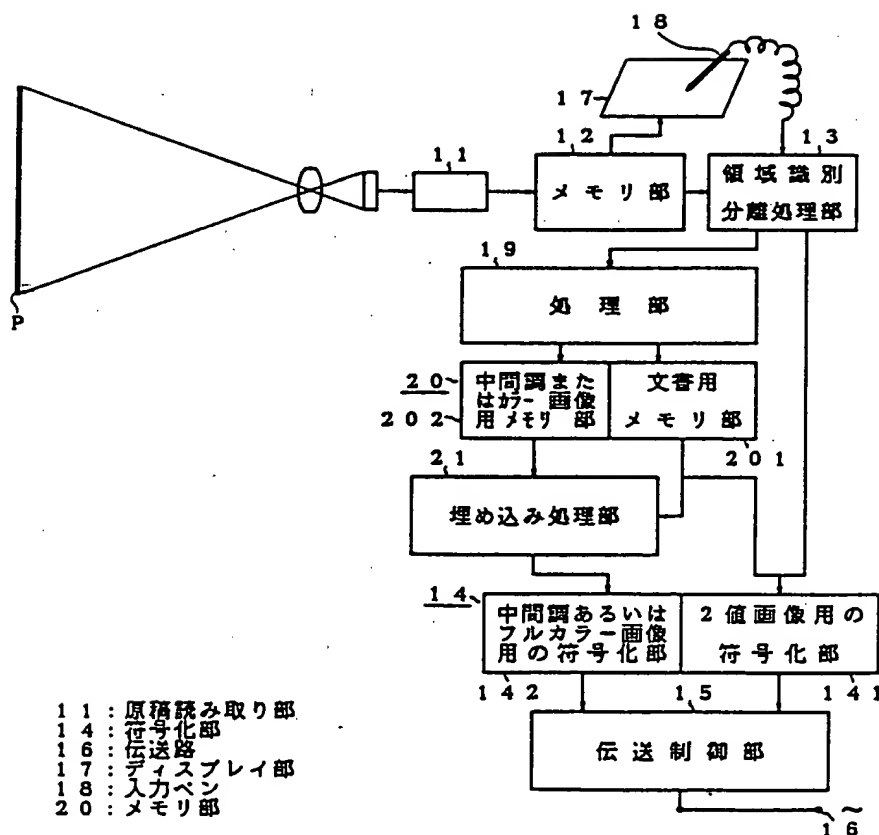 18
17
12
13
11
メモリ部
領域識別
分離処理部
19
P
処理部
20
中間調また
はカラー画像
用メモリ部
202
文書用
メモリ部
201
21
埋め込み処理部
14
中間調あるいは
フルカラー画像
用の符号化部
142
2値画像用の
符号化部
141
15
伝送制御部
16
11:原稿読み取り部
14:符号化部
16:伝送路
17:ディスプレイ部
18:入力ペン
20:メモリ部